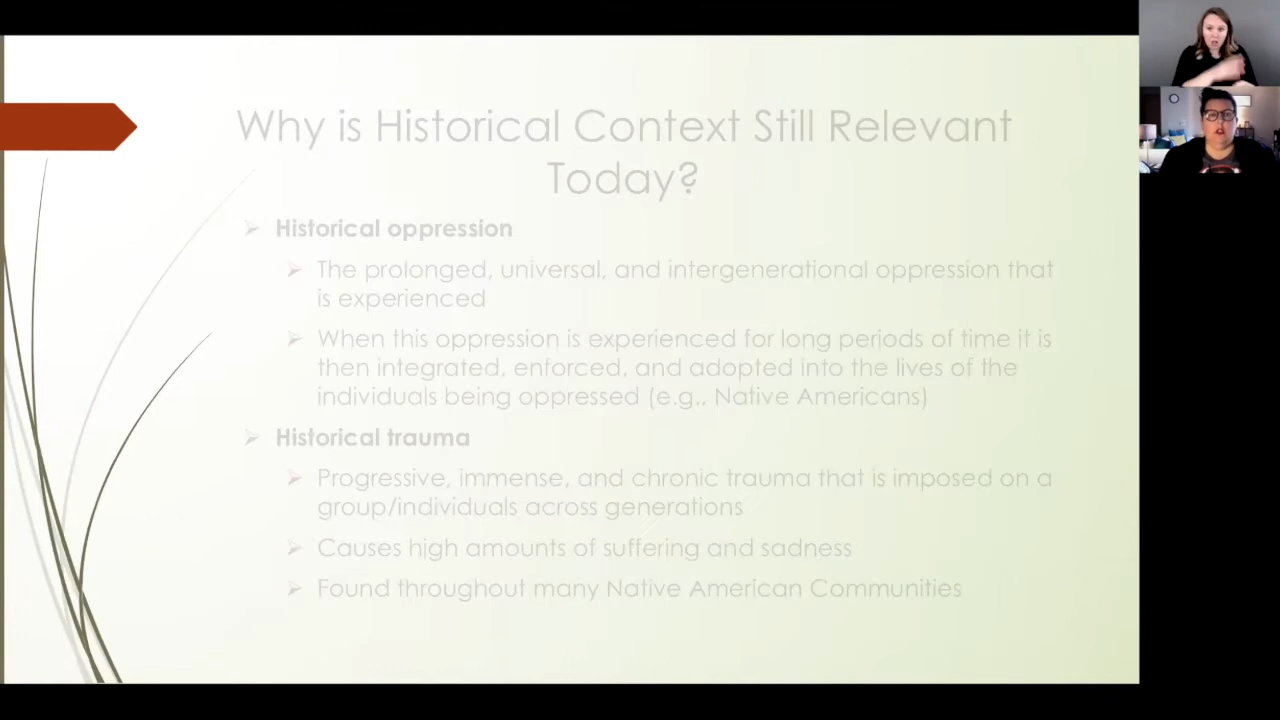 Why is Historical Context Still Relevant
Today?
Historical oppression
The prolonged, universal, and intergenerational oppression that
is experienced
When this oppression is experienced for long periods of time it is
then integrated, enforced, and adopted into the lives of the
individuals being oppressed (e.g., Native Americans)
Historical trauma
Progressive, immense, and chronic trauma that is imposed on a
group/individuals across generations
Causes high amounts of suffering and sadness
Found throughout many Native American Communities